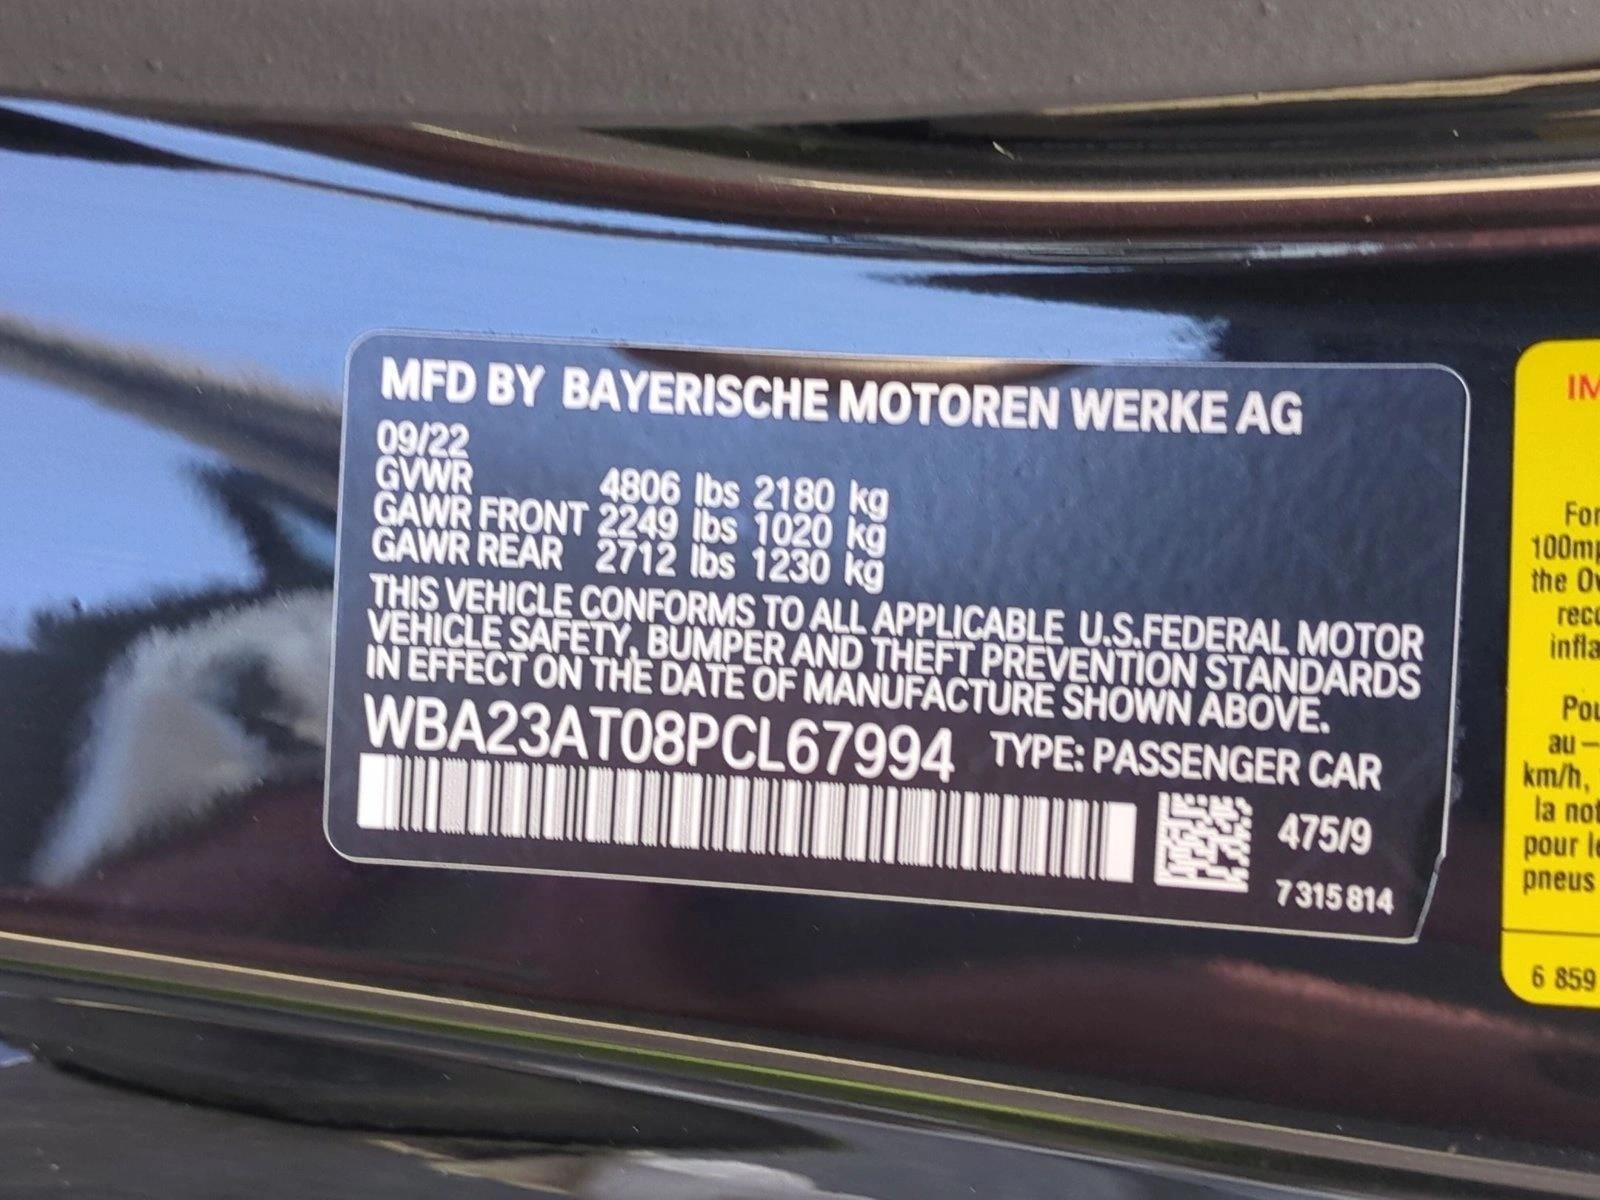 MFD BY BAYERISCHE MOTOREN WERKE AG
09/22
GVWR 4806 lbs 2180 kg
GAWR FRONT 2249 lbs 1020 kg
GAWR REAR 2712 lbs 1230 kg
THIS VEHICLE CONFORMS TO ALL APPLICABLE U.S.FEDERAL MOTOR
VEHICLE SAFETY, BUMPER AND THEFT PREVENTION STANDARDS
IN EFFECT ON THE DATE OF MANUFACTURE SHOWN ABOVE.
WBA23AT08PCL67994 TYPE: PASSENGER CAR
475/9
7 315 814
For
100mp
the Ov
reco
infla
Pou
au —
km/h,
la not
pour le
pneus
6 859